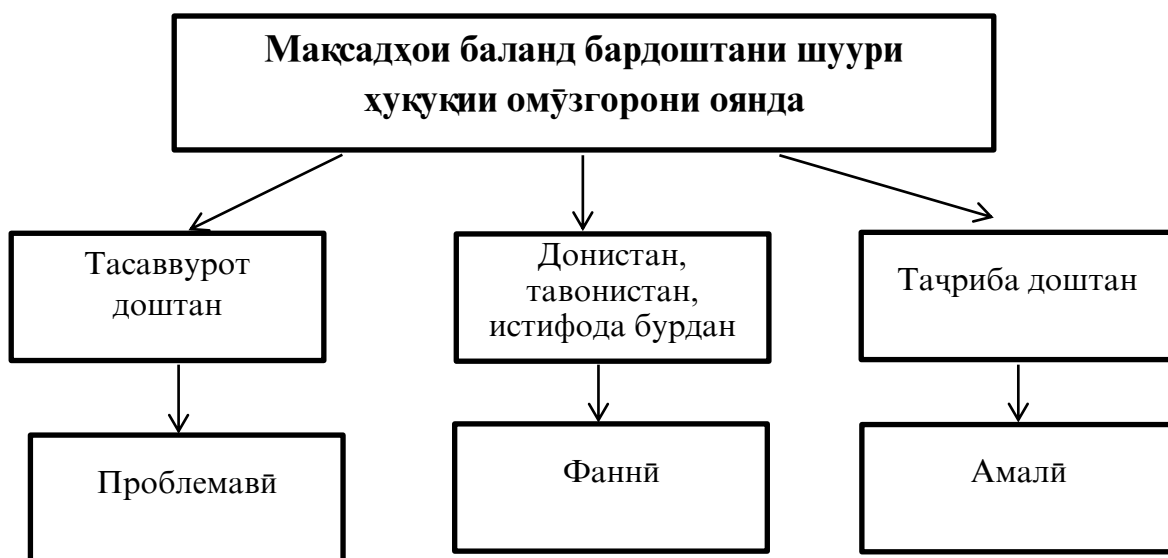 Мақсадҳои баланд бардоштани шуури
ҳуқуқии омӯзгорони оянда
Тасаввурот
доштан
Донистан,
тавонистан,
истифода бурдан
Таҷриба доштан
Проблемавӣ
Фаннӣ
Амалӣ